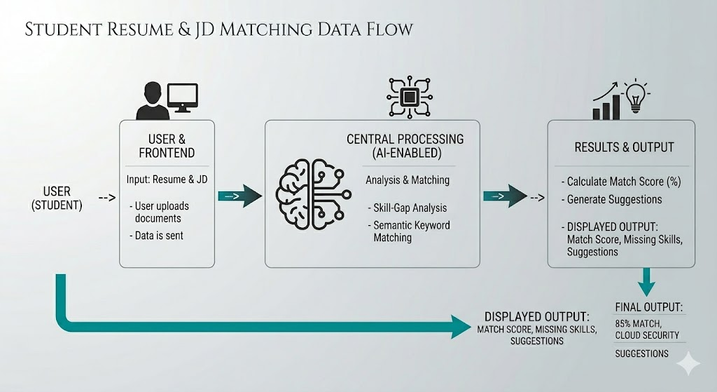 Student Resume & JD Matching Data Flow
USER
(STUDENT)
-->
USER &
FRONTEND
Input: Resume & JD
- User uploads
documents
- Data is sent
-->
CENTRAL PROCESSING
(AI-ENABLED)
Analysis & Matching
- Skill-Gap Analysis
- Semantic Keyword
Matching
-->
-->
RESULTS & OUTPUT
- Calculate Match Score (%)
- Generate Suggestions
- DISPLAYED OUTPUT:
Match Score, Missing Skills,
Suggestions
DISPLAYED OUTPUT:
MATCH SCORE, MISSING SKILLS,
SUGGESTIONS
FINAL OUTPUT:
85% MATCH,
CLOUD SECURITY
SUGGESTIONS